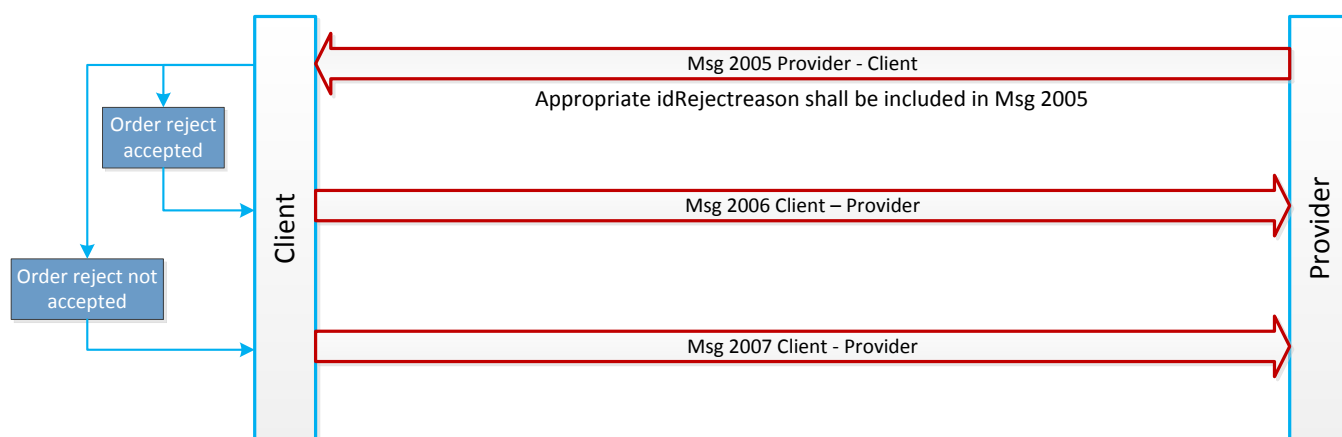 Msg 2005 Provider - Client
Appropriate idRejectreason shall be included in Msg 2005
Order reject
accepted
Client
Provider
Msg 2006 Client – Provider
Order reject not
accepted
Msg 2007 Client - Provider